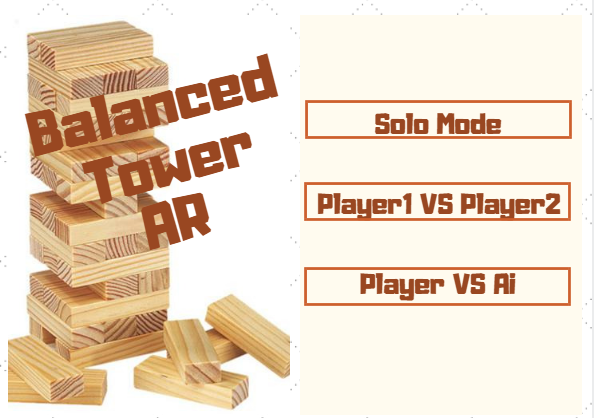 Balanced
Tower
AR
Solo Mode
Player1 VS Player2
Player VS Ai